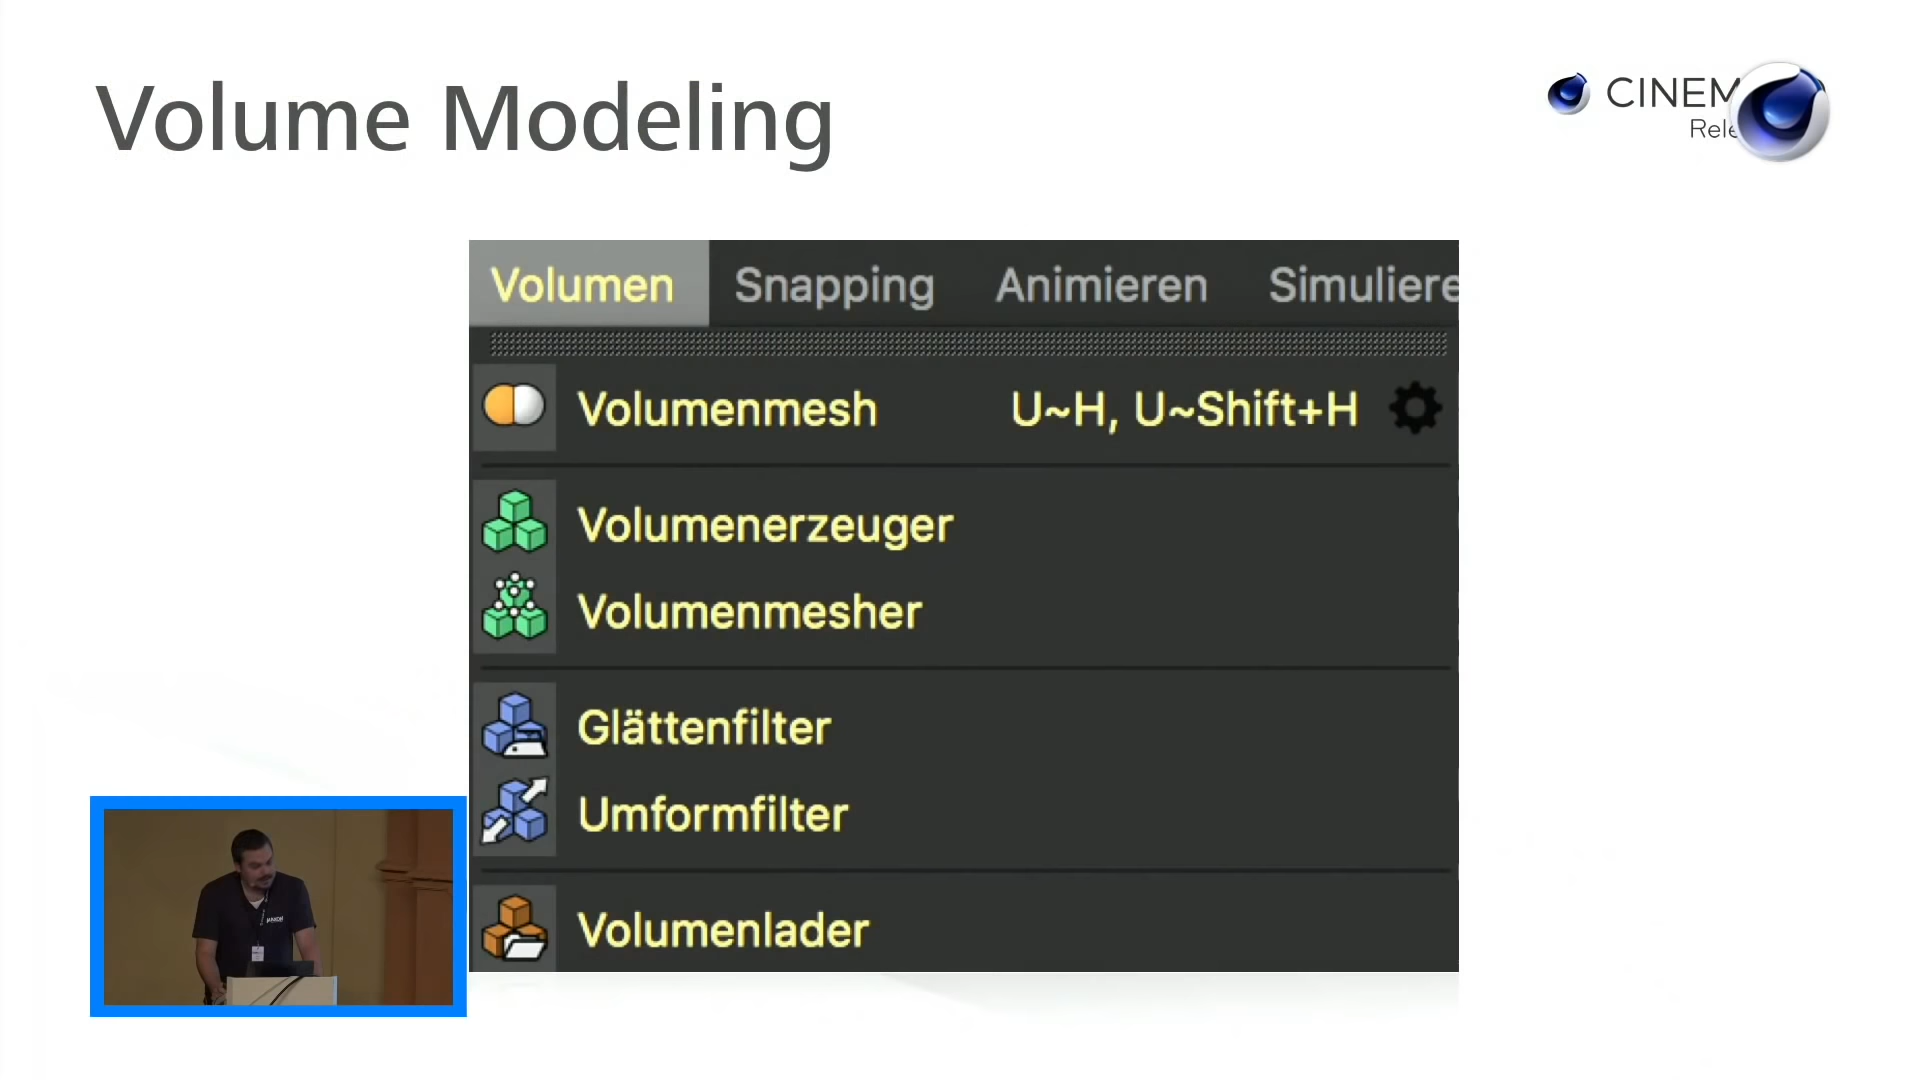 Volume Modeling
CINEM
Rele
Volumen Snapping Animieren Simuliere
Volumenmesh U~H, U~Shift+H
Volumenerzeuger
Volumenmesher
Glättenfilter
Umformfilter
Volumenlader